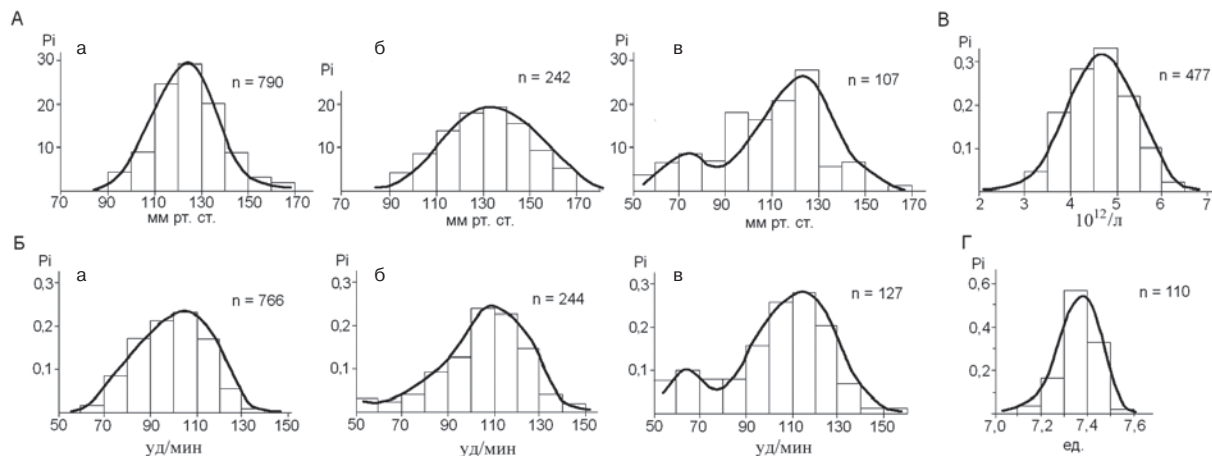 А
а
Pi
30
20
10
n = 790
70 90 110 130 150 170
мм рт. ст.
б
Pi
20
10
n = 242
90 110 130 150 170
мм рт. ст.
в
Pi
30
20
10
n = 107
50 70 90 110 130 150 170
мм рт. ст.
В
Pi
0,3
0,2
0,1
n = 477
2 3 4 5 6 7
10¹²/л
Б
а
Pi
0,3
0,2
0,1
n = 766
50 70 90 110 130 150
уд/мин
б
Pi
0,3
0,2
0,1
n = 244
50 70 90 110 130 150
уд/мин
в
Pi
0,3
0,2
0,1
n = 127
50 70 90 110 130 150
уд/мин
Г
Pi
0,6
0,4
0,2
n = 110
7,0 7,2 7,4 7,6
ед.